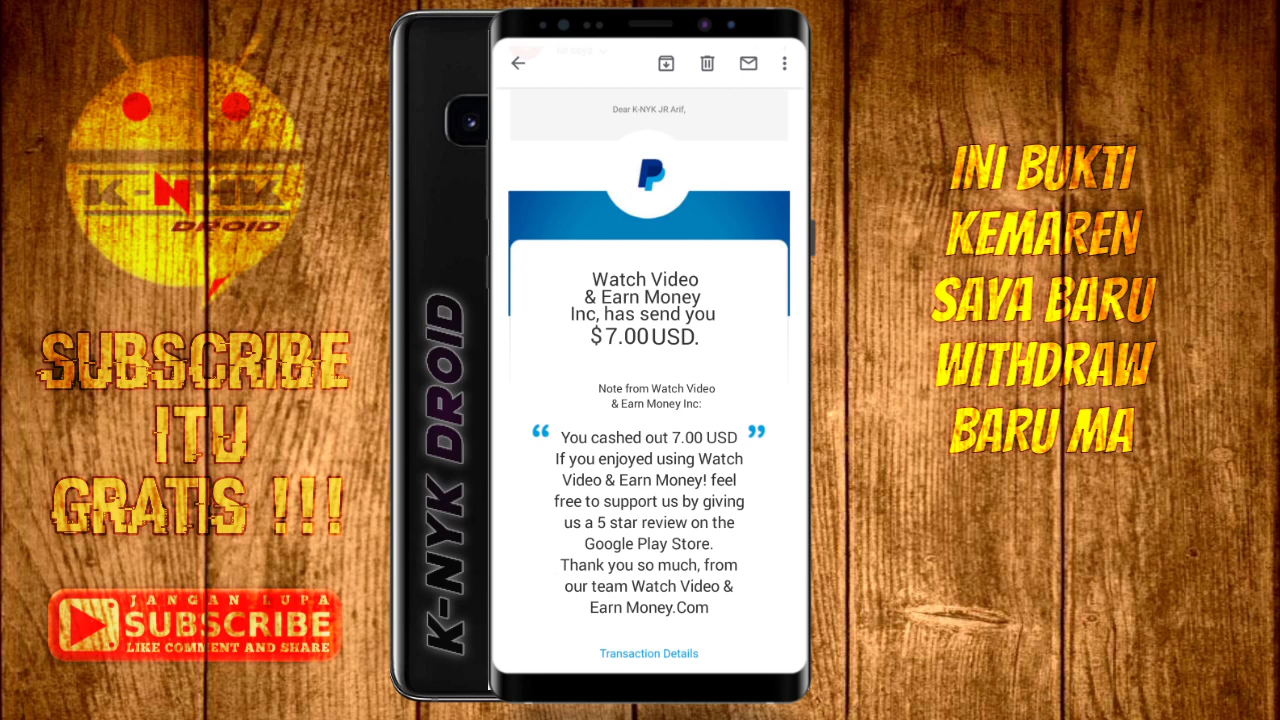 K-NYK
DROID
SUBSCRIBE
ITU
GRATIS !!!
JANGAN LUPA
SUBSCRIBE
LIKE COMMENT AND SHARE
K-NYK DROID
Dear K-NYK JR Arif,
Watch Video
& Earn Money
Inc, has send you
$7.00 USD.
Note from Watch Video
& Earn Money Inc:
“ You cashed out 7.00 USD ”
If you enjoyed using Watch
Video & Earn Money! feel
free to support us by giving
us a 5 star review on the
Google Play Store.
Thank you so much, from
our team Watch Video &
Earn Money.Com
Transaction Details
INI BUKTI
KEMAREN
SAYA BARU
WITHDRAW
BARU MA